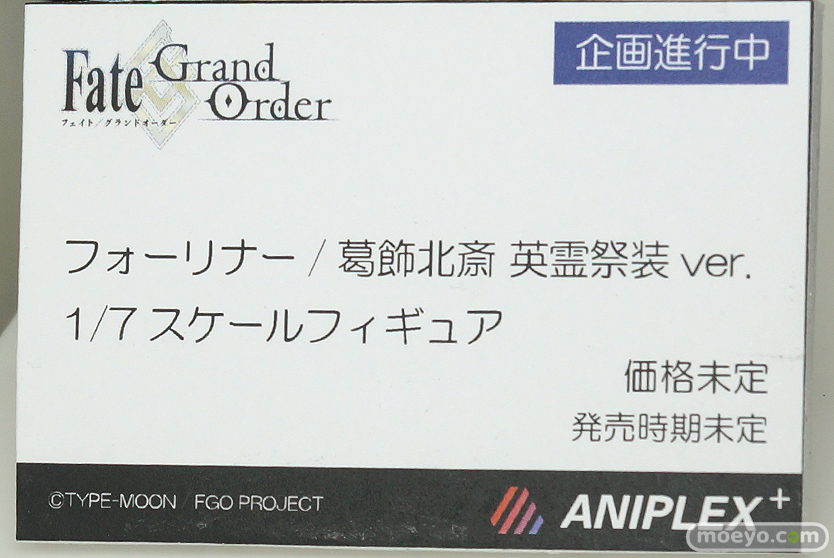 Fate Grand Order
フェイト/グランドオーダー
企画進行中
フォーリナー / 葛飾北斎 英霊祭装 ver.
1/7 スケールフィギュア
価格未定
発売時期未定
©TYPE-MOON / FGO PROJECT
ANIPLEX+
moeyo.com